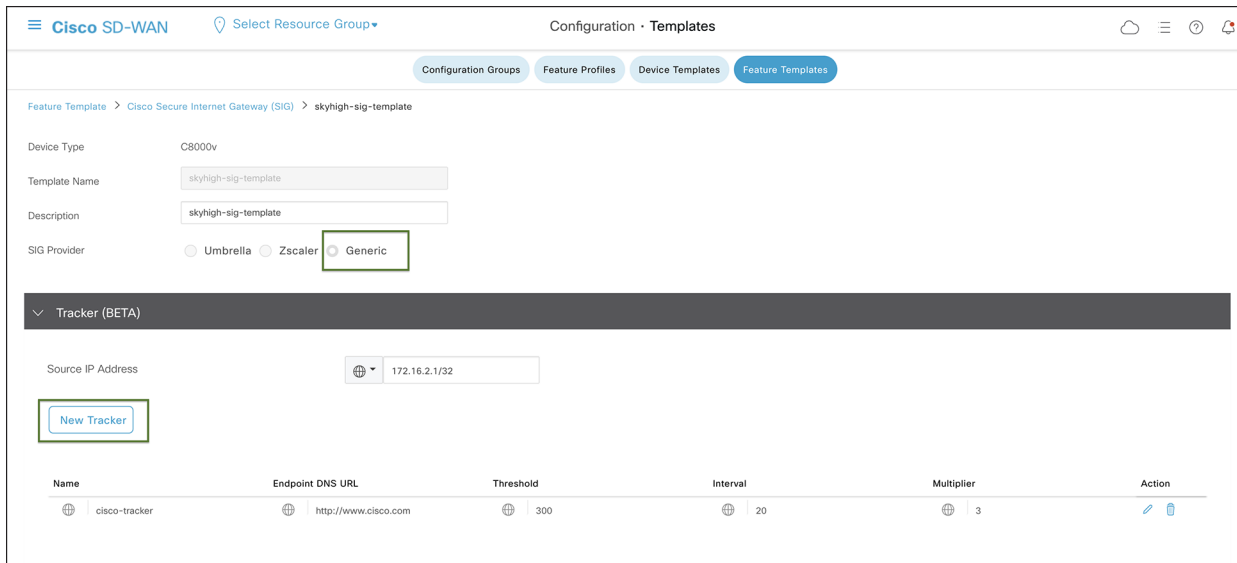 Cisco SD-WAN Select Resource Group Configuration · Templates
Configuration Groups Feature Profiles Device Templates Feature Templates
Feature Template > Cisco Secure Internet Gateway (SIG) > skyhigh-sig-template
Device Type C8000v
Template Name skyhigh-sig-template
Description skyhigh-sig-template
SIG Provider Umbrella Zscaler Generic
Tracker (BETA)
Source IP Address 172.16.2.1/32
New Tracker
Name Endpoint DNS URL Threshold Interval Multiplier Action
cisco-tracker http://www.cisco.com 300 20 3